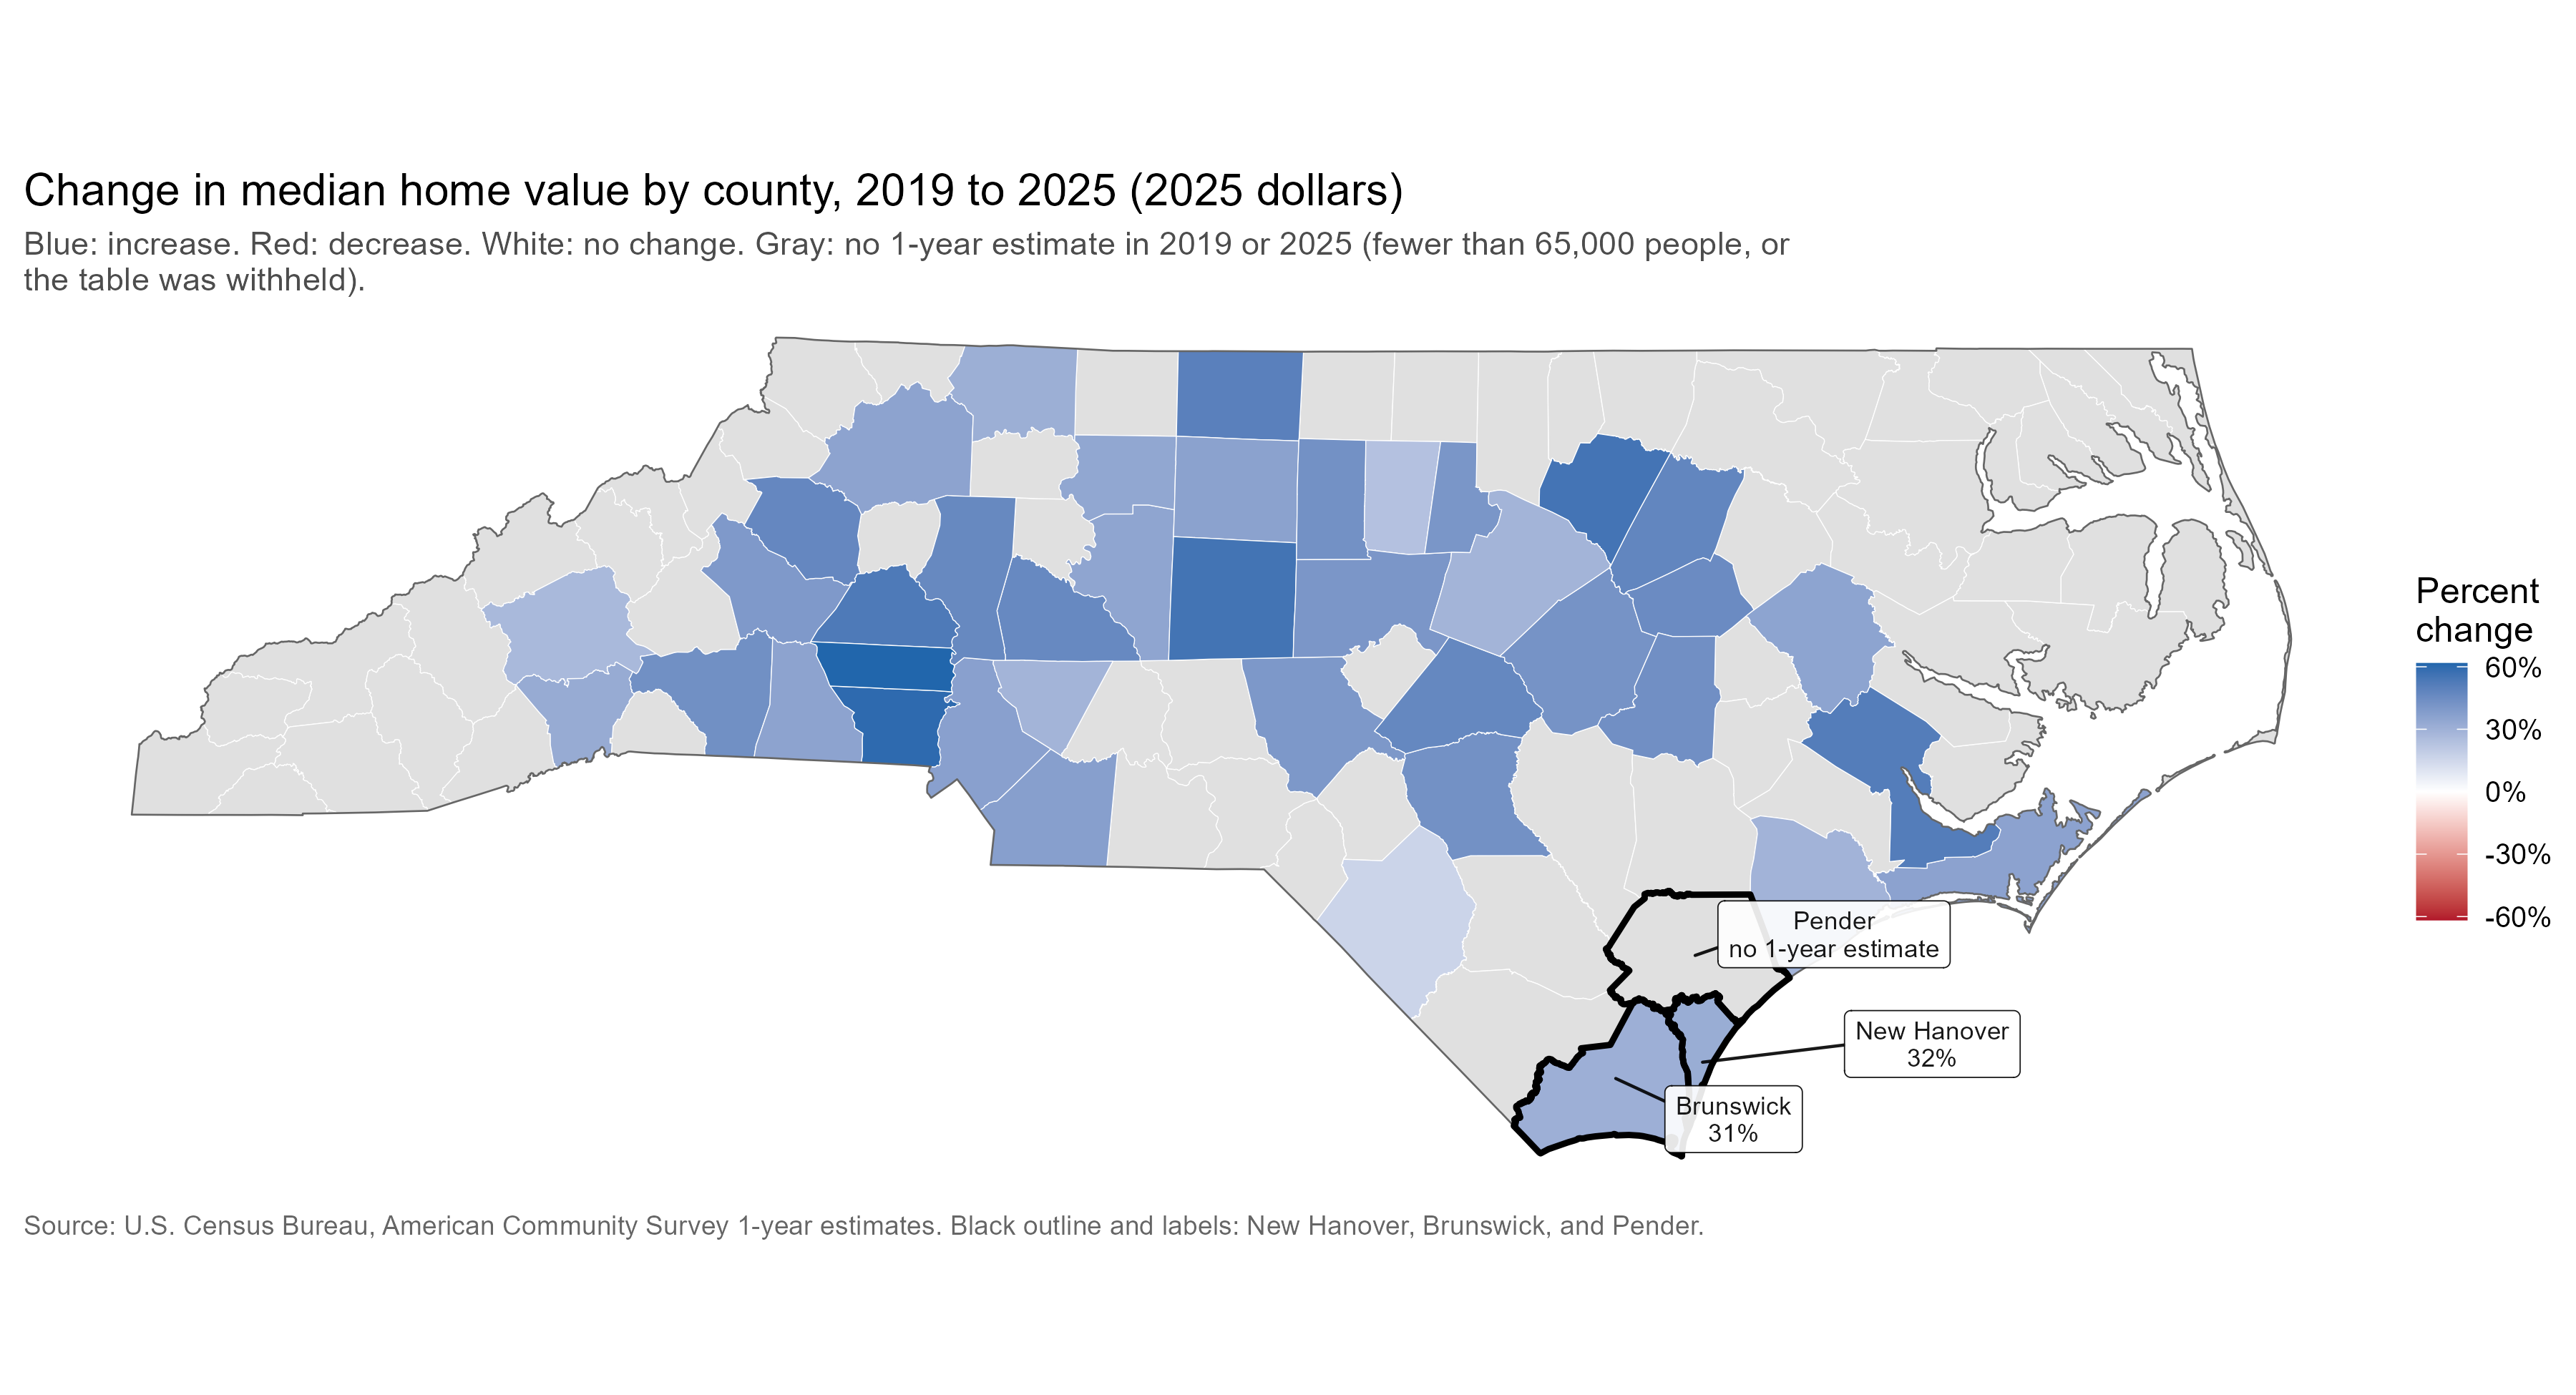 Change in median home value by county, 2019 to 2025 (2025 dollars)
Blue: increase. Red: decrease. White: no change. Gray: no 1-year estimate in 2019 or 2025 (fewer than 65,000 people, or
the table was withheld).
Percent
change
60%
30%
0%
-30%
-60%
Pender
no 1-year estimate
New Hanover
32%
Brunswick
31%
Source: U.S. Census Bureau, American Community Survey 1-year estimates. Black outline and labels: New Hanover, Brunswick, and Pender.